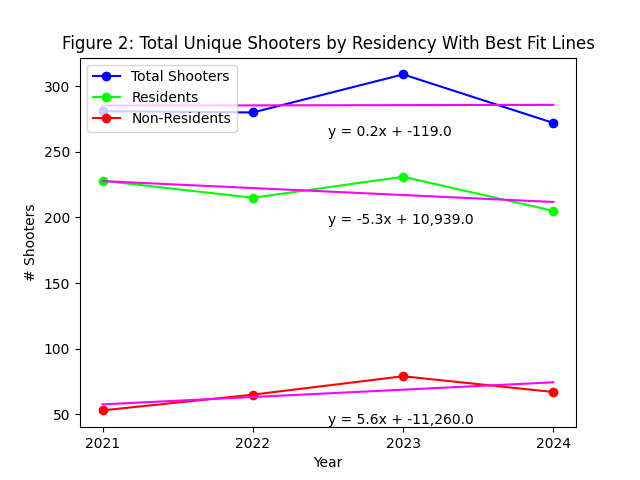 Figure 2: Total Unique Shooters by Residency With Best Fit Lines
Total Shooters
Residents
Non-Residents
300
250
200
150
100
50
# Shooters
y = 0.2x + -119.0
y = -5.3x + 10,939.0
y = 5.6x + -11,260.0
2021
2022
2023
2024
Year